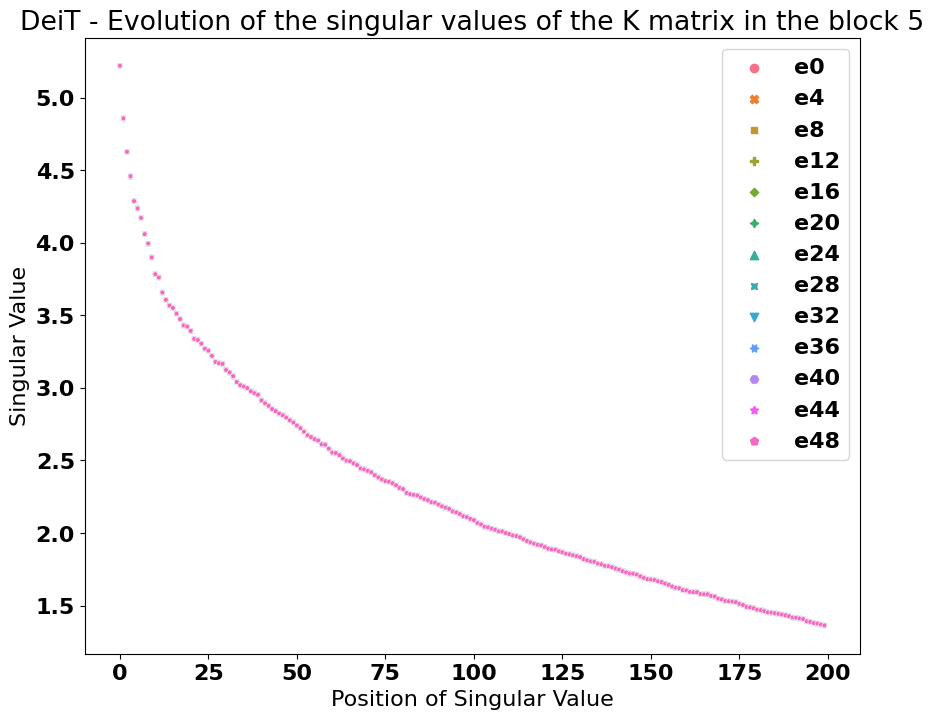 DeiT - Evolution of the singular values of the K matrix in the block 5
e0
e4
e8
e12
e16
e20
e24
e28
e32
e36
e40
e44
e48
Singular Value
5.0
4.5
4.0
3.5
3.0
2.5
2.0
1.5
0 25 50 75 100 125 150 175 200
Position of Singular Value